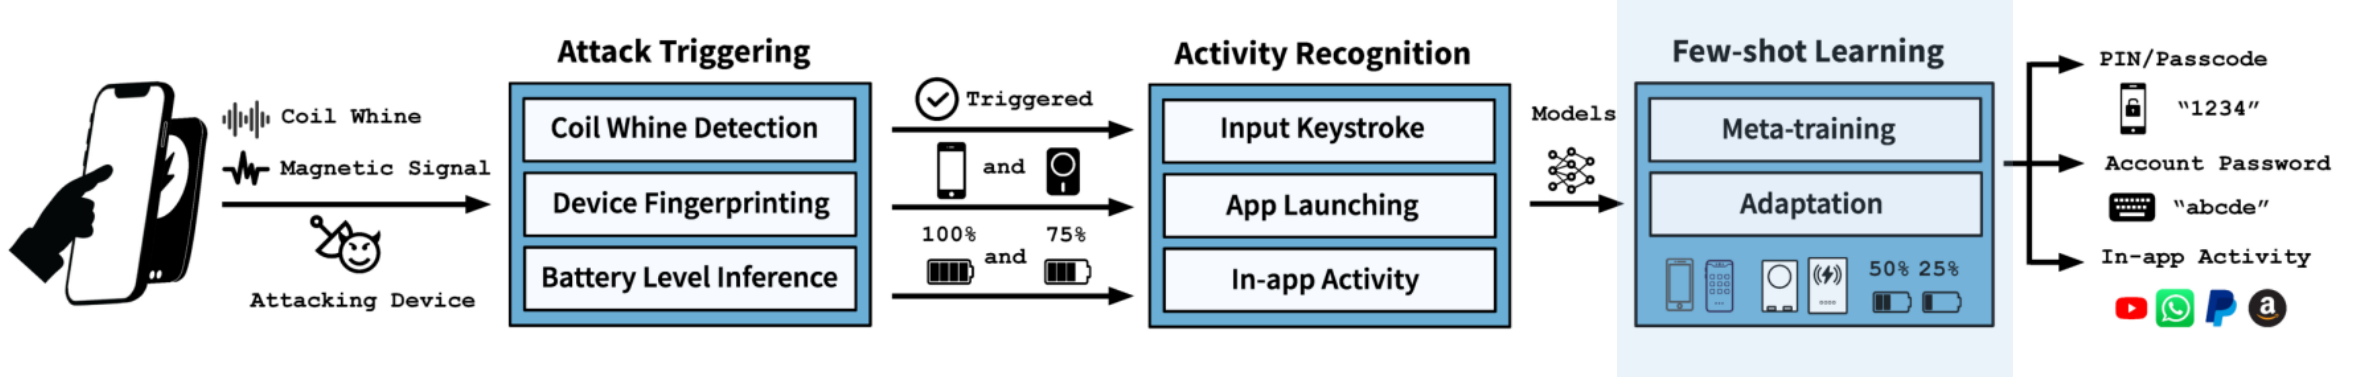 Attack Triggering
Activity Recognition
Few-shot Learning
Coil Whine
Magnetic Signal
Attacking Device
Coil Whine Detection
Device Fingerprinting
Battery Level Inference
Triggered
and
100% and 75%
Input Keystroke
App Launching
In-app Activity
Models
Meta-training
Adaptation
50% 25%
PIN/Passcode
“1234”
Account Password
“abcde”
In-app Activity
a